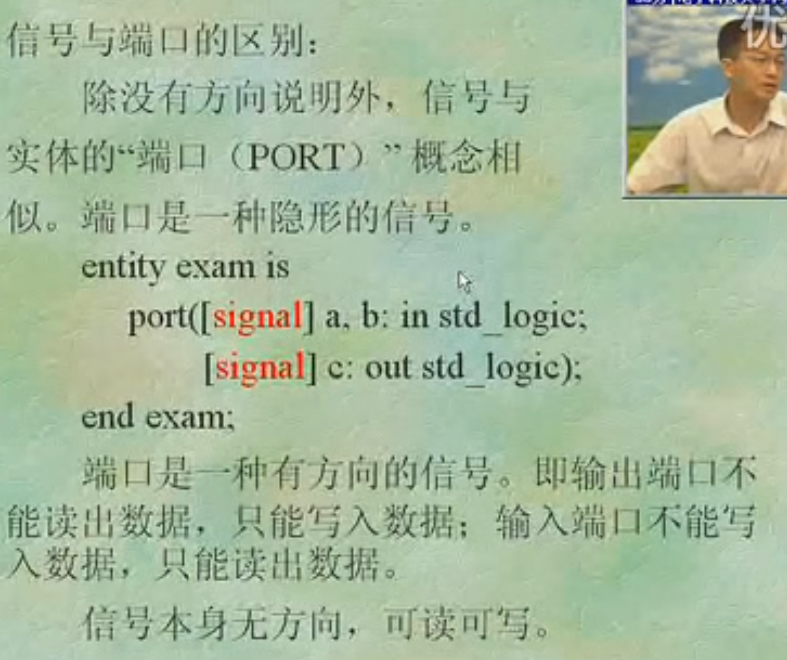 信号与端口的区别：
除没有方向说明外，信号与
实体的“端口（PORT）”概念相
似。端口是一种隐形的信号。
entity exam is
port([signal] a, b: in std_logic;
[signal] c: out std_logic);
end exam;
端口是一种有方向的信号。即输出端口不
能读出数据，只能写入数据；输入端口不能写
入数据，只能读出数据。
信号本身无方向，可读可写。
优